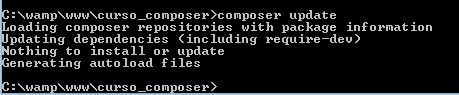 C:\wamp\www\curso_composer>composer update
Loading composer repositories with package information
Updating dependencies (including require-dev)
Nothing to install or update
Generating autoload files
C:\wamp\www\curso_composer>